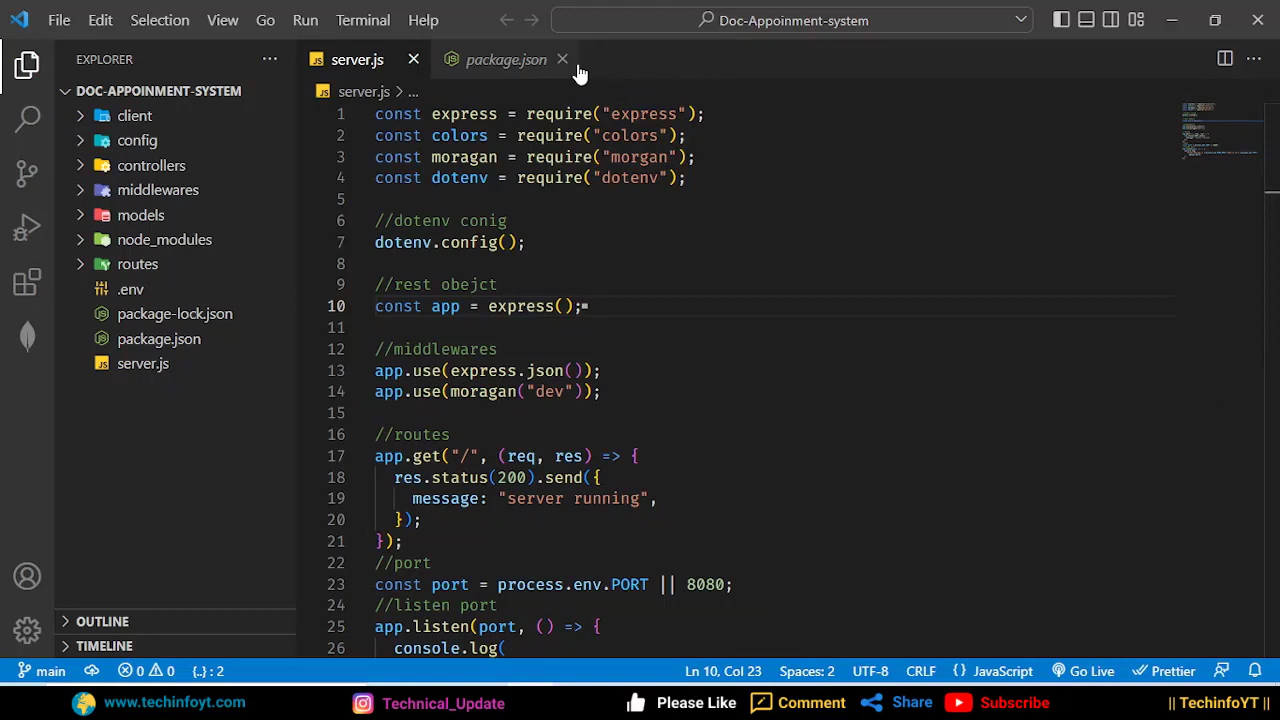 File Edit Selection View Go Run Terminal Help Doc-Appoinment-system
EXPLORER
DOC-APPOINMENT-SYSTEM
client
config
controllers
middlewares
models
node_modules
routes
.env
package-lock.json
package.json
server.js
OUTLINE
TIMELINE
server.js package.json
server.js > ...
1 const express = require("express");
2 const colors = require("colors");
3 const moragan = require("morgan");
4 const dotenv = require("dotenv");
5
6 //dotenv conig
7 dotenv.config();
8
9 //rest obejct
10 const app = express();
11
12 //middlewares
13 app.use(express.json());
14 app.use(moragan("dev"));
15
16 //routes
17 app.get("/", (req, res) => {
18 res.status(200).send({
19 message: "server running",
20 });
21 });
22 //port
23 const port = process.env.PORT || 8080;
24 //listen port
25 app.listen(port, () => {
26 console.log(
main 0 0 {..} : 2 Ln 10, Col 23 Spaces: 2 UTF-8 CRLF {} JavaScript Go Live Prettier
www.techinfoyt.com Technical_Update Please Like Comment Share Subscribe || TechinfoYT ||